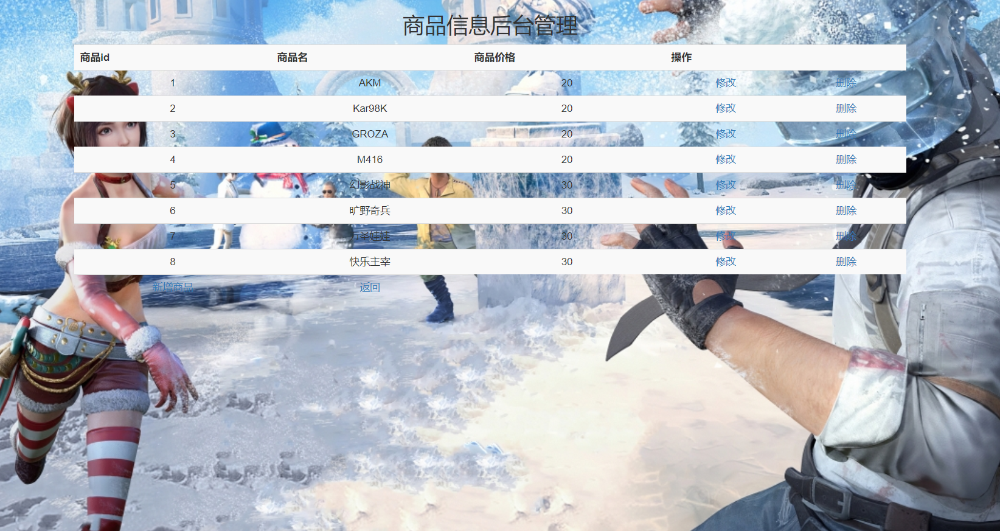 商品信息后台管理
商品id 商品名 商品价格 操作
1 AKM 20 修改 删除
2 Kar98K 20 修改 删除
3 GROZA 20 修改 删除
4 M416 20 修改 删除
5 幻影战神 30 修改 删除
6 旷野奇兵 30 修改 删除
7 万圣娃娃 30 修改 删除
8 快乐主宰 30 修改 删除
新增商品 返回